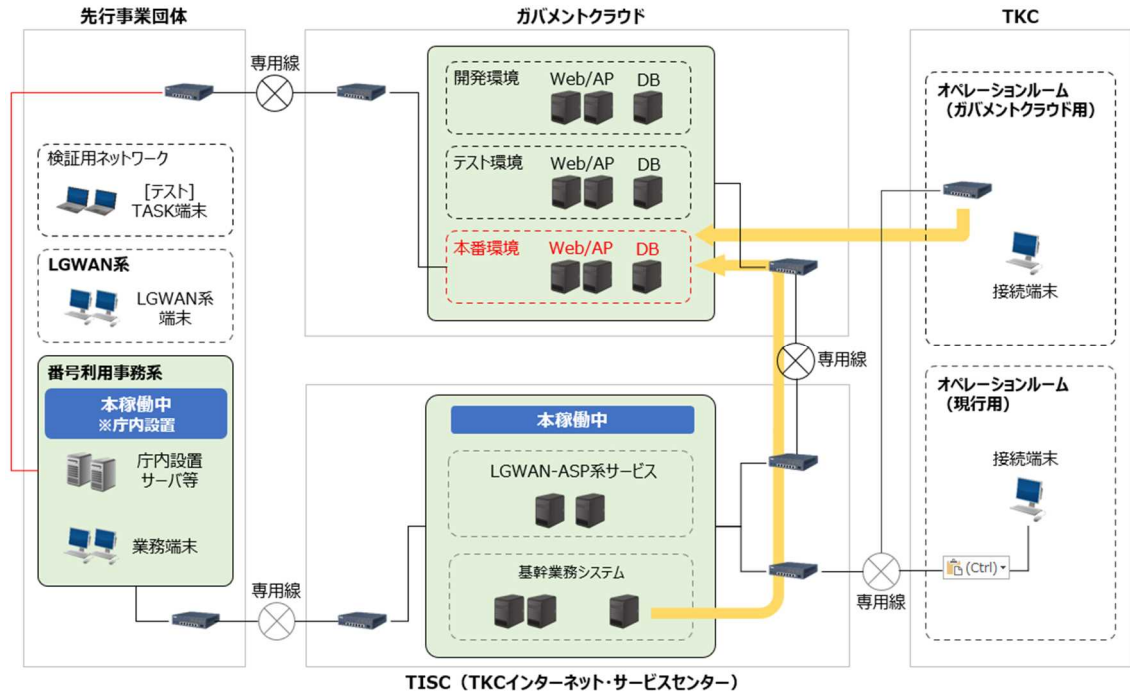 先行事業団体
ガバメントクラウド
TKC
専用線
開発環境
Web/AP
DB
テスト環境
Web/AP
DB
本番環境
Web/AP
DB
検証用ネットワーク
[テスト]
TASK端末
LGWAN系
LGWAN系
端末
番号利用事務系
本稼働中
※庁内設置
庁内設置
サーバ等
業務端末
専用線
専用線
本稼働中
LGWAN-ASP系サービス
基幹業務システム
オペレーションルーム
（ガバメントクラウド用）
接続端末
オペレーションルーム
（現行用）
接続端末
(Ctrl)
専用線
TISC（TKCインターネット・サービスセンター）